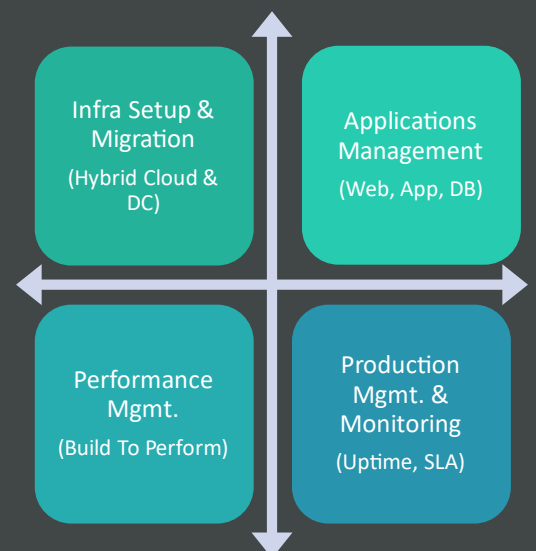 Infra Setup &
Migration
(Hybrid Cloud &
DC)
Applications
Management
(Web, App, DB)
Performance
Mgmt.
(Build To Perform)
Production
Mgmt. &
Monitoring
(Uptime, SLA)